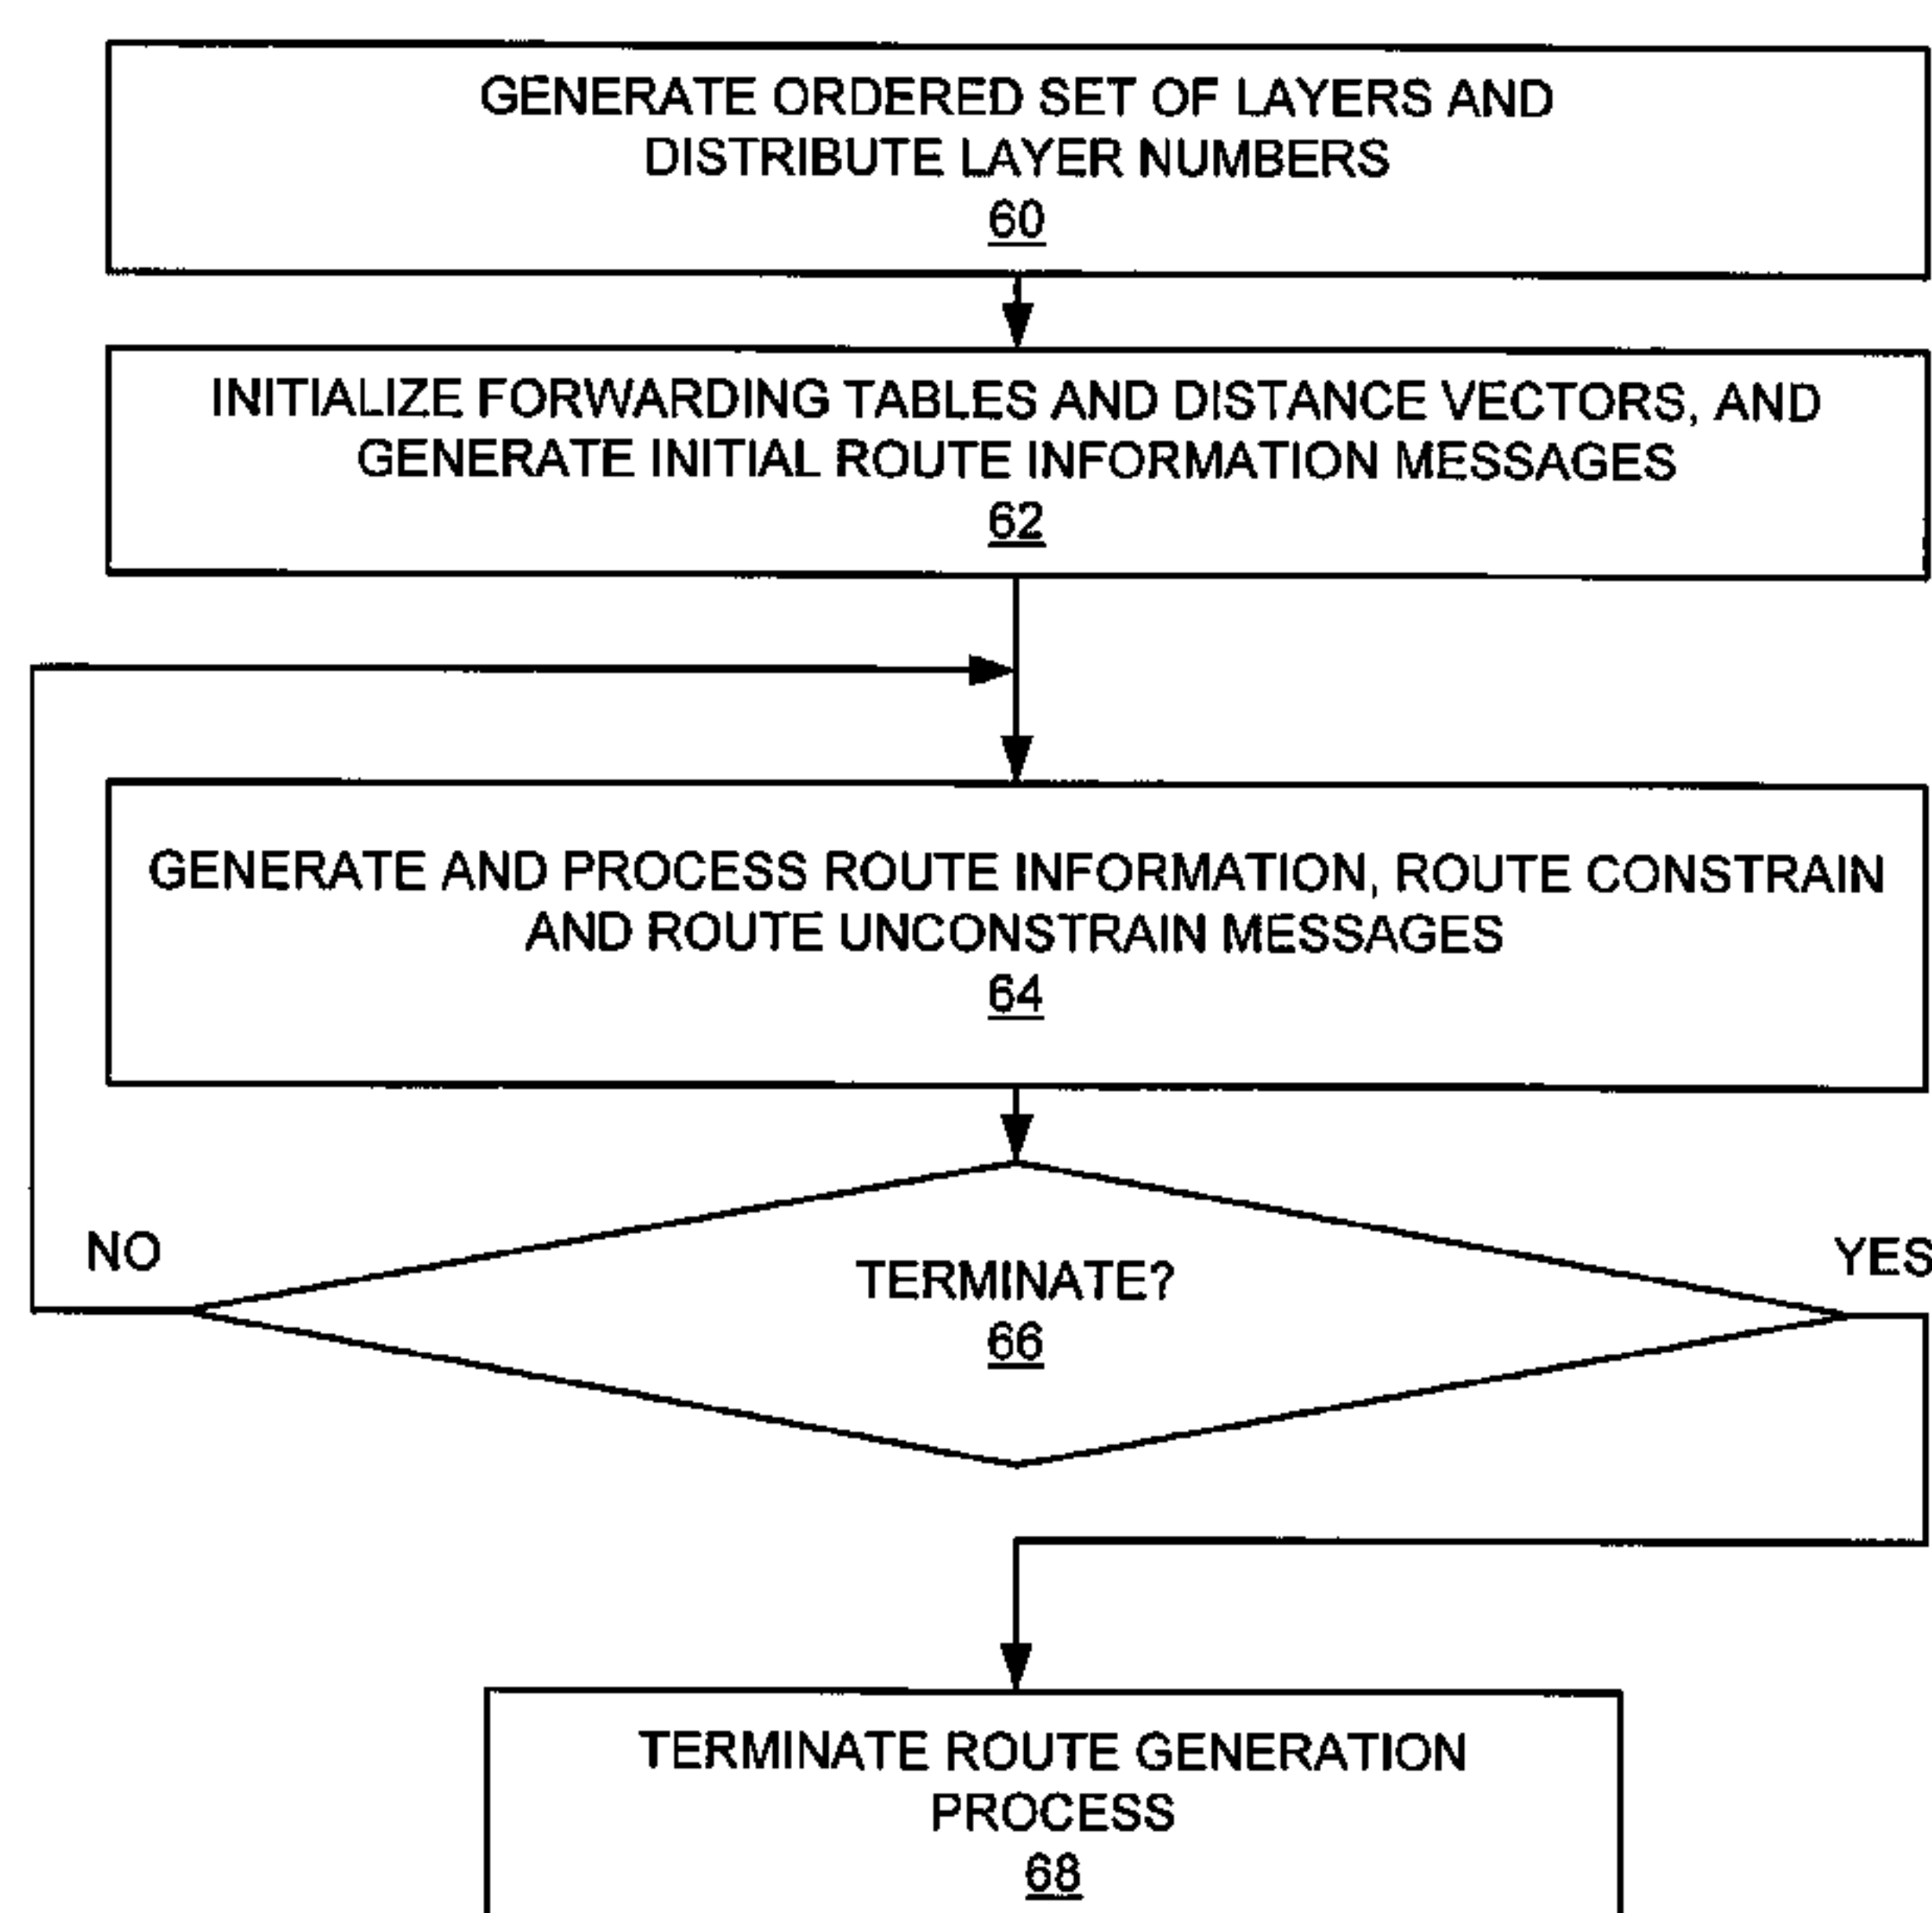 GENERATE ORDERED SET OF LAYERS AND
DISTRIBUTE LAYER NUMBERS
60
INITIALIZE FORWARDING TABLES AND DISTANCE VECTORS, AND
GENERATE INITIAL ROUTE INFORMATION MESSAGES
62
GENERATE AND PROCESS ROUTE INFORMATION, ROUTE CONSTRAIN
AND ROUTE UNCONSTRAIN MESSAGES
64
NO
YES
TERMINATE?
66
TERMINATE ROUTE GENERATION
PROCESS
68